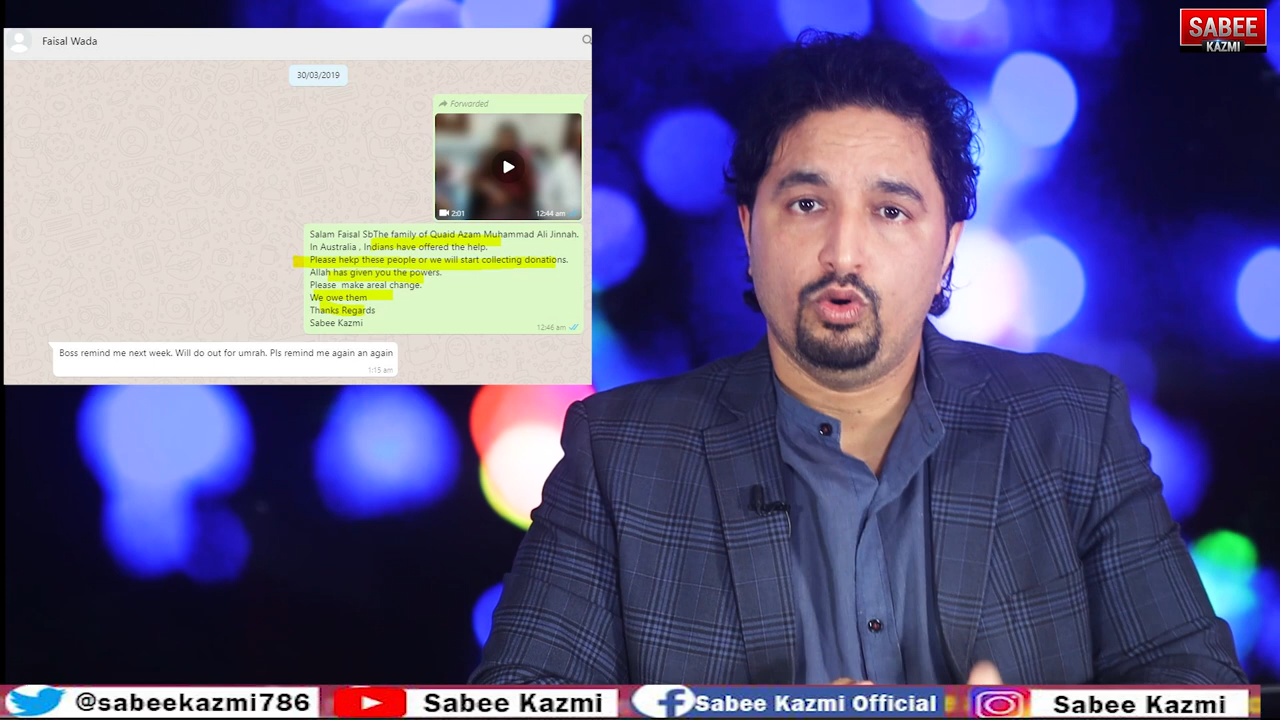 Faisal Wada
SABEE
KAZMI
30/03/2019
Forwarded
2:01 12:44 am
Salam Faisal SbThe family of Quaid Azam Muhammad Ali Jinnah.
In Australia , Indians have offered the help.
Please hekp these people or we will start collecting donations.
Allah has given you the powers.
Please make areal change.
We owe them
Thanks Regards
Sabee Kazmi
12:46 am
Boss remind me next week. Will do out for umrah. Pls remind me again an again
1:15 am
@sabeekazmi786 Sabee Kazmi Sabee Kazmi Official Sabee Kazmi